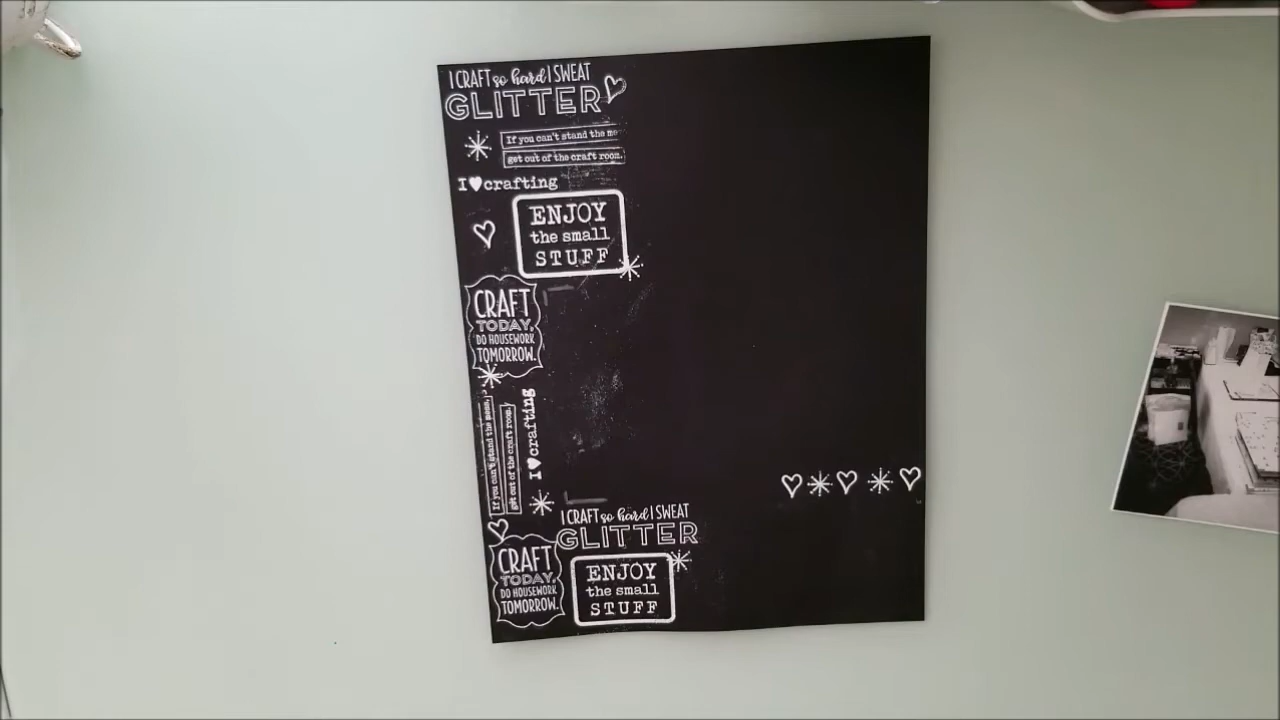 I CRAFT so hard I SWEAT
GLITTER
If you can't stand the me
get out of the craft room.
I♥crafting
ENJOY
the small
STUFF
CRAFT
TODAY,
DO HOUSEWORK
TOMORROW.
If you can't stand the mess,
get out of the craft room.
I♥crafting
I CRAFT so hard I SWEAT
GLITTER
CRAFT
TODAY,
DO HOUSEWORK
TOMORROW.
ENJOY
the small
STUFF